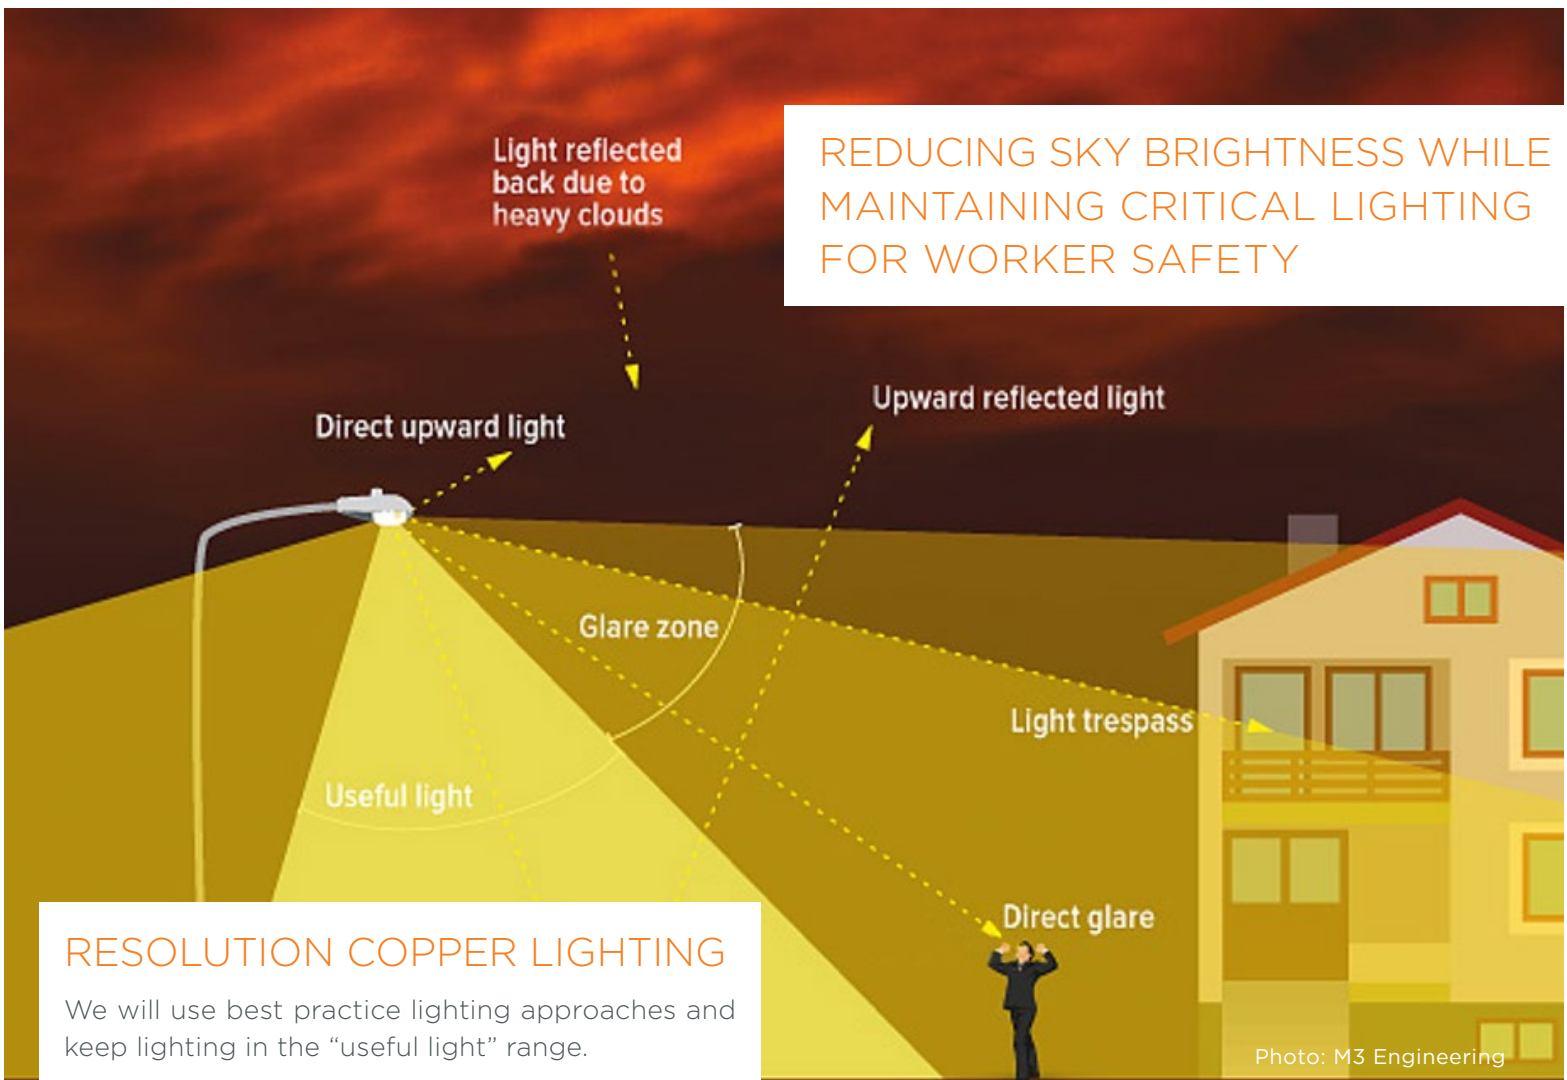 Light reflected
back due to
heavy clouds
REDUCING SKY BRIGHTNESS WHILE
MAINTAINING CRITICAL LIGHTING
FOR WORKER SAFETY
Upward reflected light
Direct upward light
Glare zone
Light trespass
Useful light
Direct glare
RESOLUTION COPPER LIGHTING
We will use best practice lighting approaches and
keep lighting in the “useful light” range.
Photo: M3 Engineering